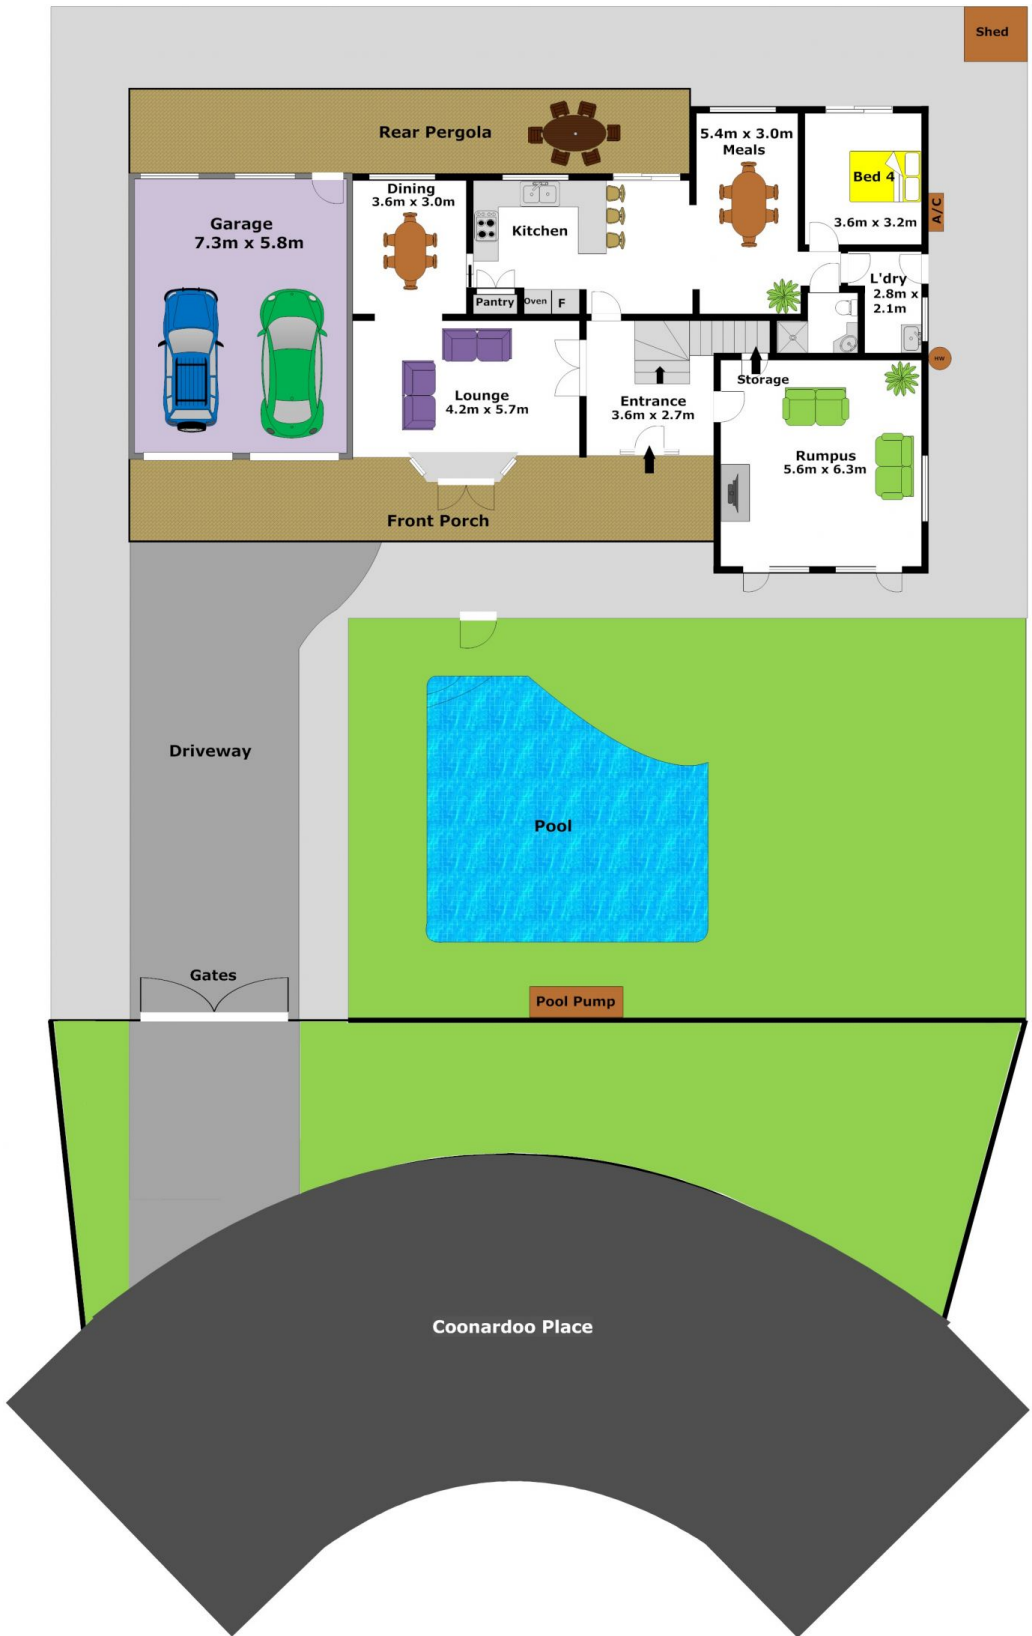 Shed
Rear Pergola
5.4m x 3.0m
Meals
Bed 4
3.6m x 3.2m
A/C
Dining
3.6m x 3.0m
Kitchen
Garage
7.3m x 5.8m
L'dry
2.8m x
2.1m
Pantry
Oven
F
HW
Storage
Lounge
4.2m x 5.7m
Entrance
3.6m x 2.7m
Rumpus
5.6m x 6.3m
Front Porch
Driveway
Pool
Gates
Pool Pump
Coonardoo Place